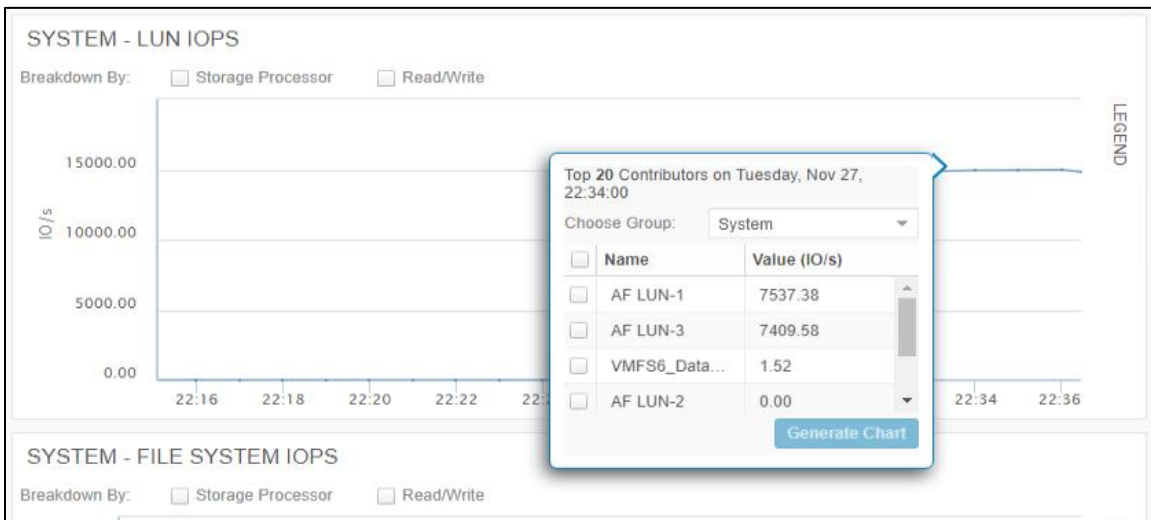 SYSTEM - LUN IOPS
Breakdown By: Storage Processor Read/Write
LEGEND
15000.00
IO/s
10000.00
5000.00
0.00
22:16 22:18 22:20 22:22 22:34 22:36
Top 20 Contributors on Tuesday, Nov 27,
22:34:00
Choose Group: System
Name Value (IO/s)
AF LUN-1 7537.38
AF LUN-3 7409.58
VMFS6_Data... 1.52
AF LUN-2 0.00
Generate Chart
SYSTEM - FILE SYSTEM IOPS
Breakdown By: Storage Processor Read/Write